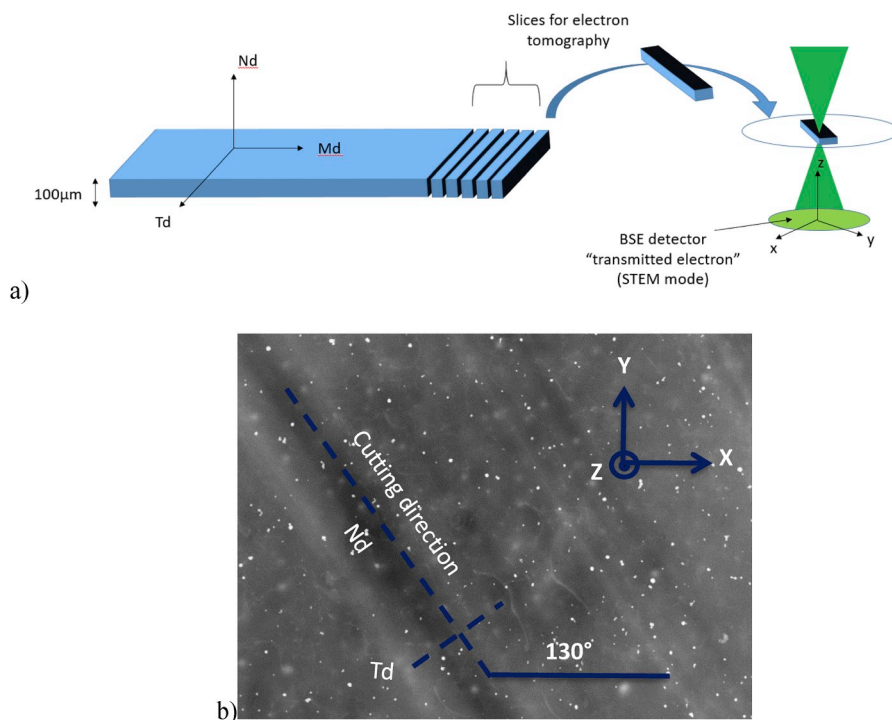 Slices for electron
tomography
Nd
Md
100μm
Td
z
BSE detector
"transmitted electron"
(STEM mode)
x
y
a)
Y
X
Z
Cutting direction
Nd
Td
130°
b)